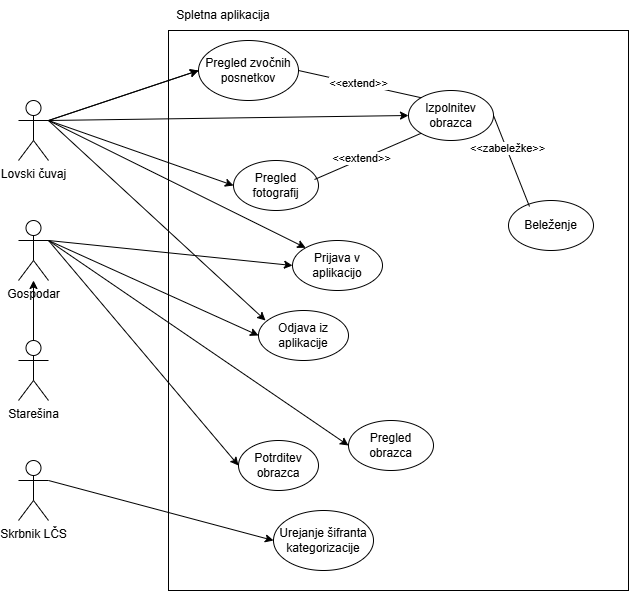 Spletna aplikacija
Pregled zvočnih
posnetkov
<<extend>>
Izpolnitev
obrazca
<<zabeležke>>
<<extend>>
Lovski čuvaj
Pregled
fotografij
Beleženje
Prijava v
aplikacijo
Gospodar
Odjava iz
aplikacije
Starešina
Pregled
obrazca
Potrditev
obrazca
Skrbnik LČS
Urejanje šifranta
kategorizacije